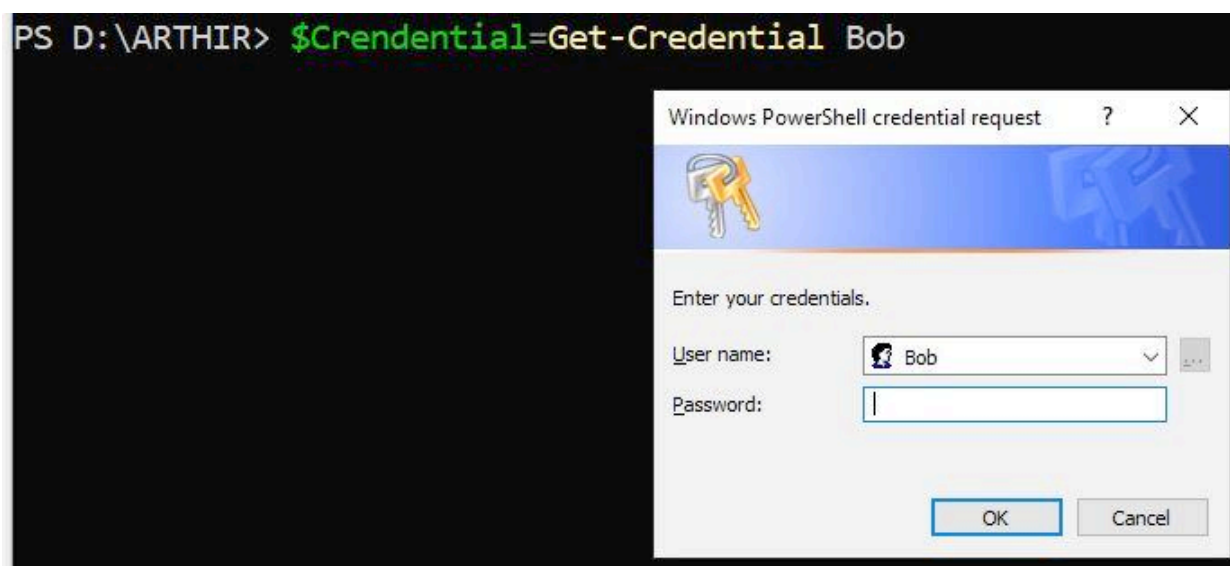 PS D:\ARTHIR> $Crendential=Get-Credential Bob
Windows PowerShell credential request ? ×
Enter your credentials.
User name: Bob ...
Password:
OK Cancel